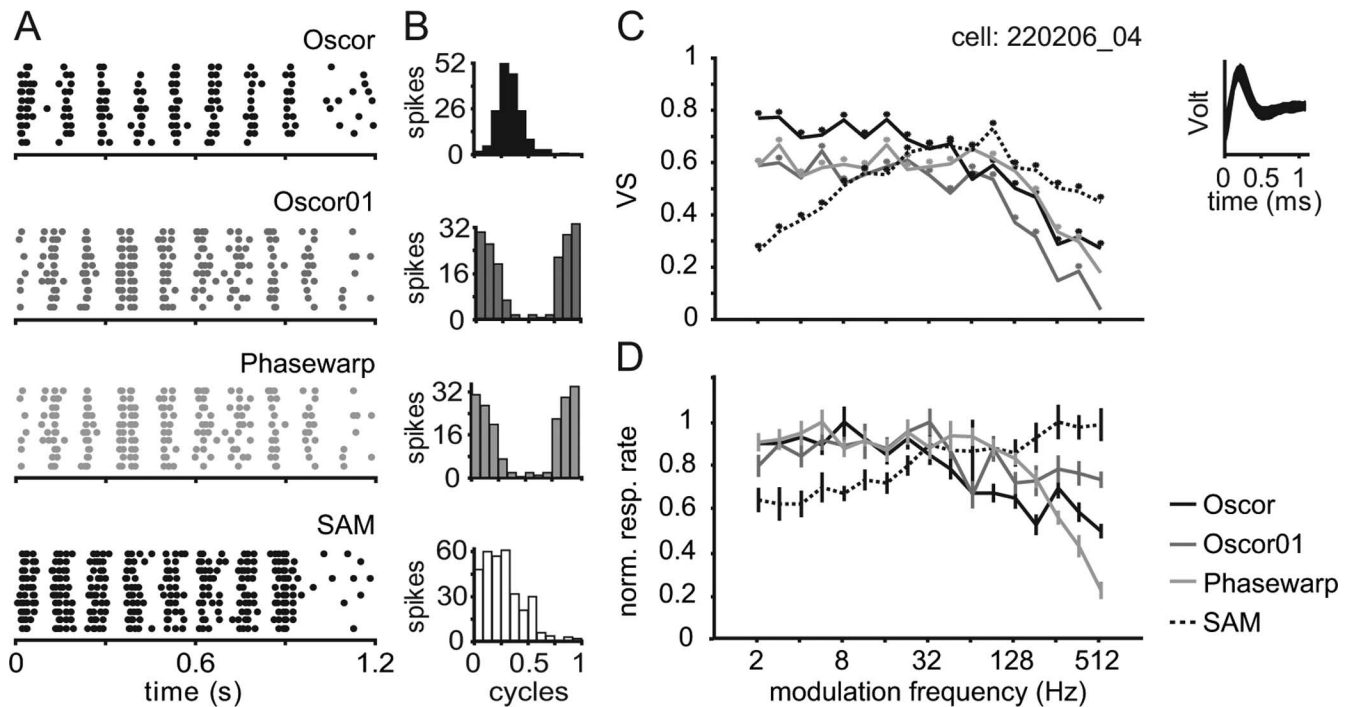 A
Oscor
Oscor01
Phasewarp
SAM
0
0.6
1.2
time (s)
B
52
26
0
spikes
32
16
0
spikes
32
16
0
spikes
60
30
0
spikes
0
0.5
1
cycles
C
cell: 220206_04
1
0.8
0.6
0.4
0.2
0
VS
Volt
0
0.5
1
time (ms)
D
1
0.8
0.6
0.4
0.2
0
norm. resp. rate
2
8
32
128
512
modulation frequency (Hz)
Oscor
Oscor01
Phasewarp
SAM